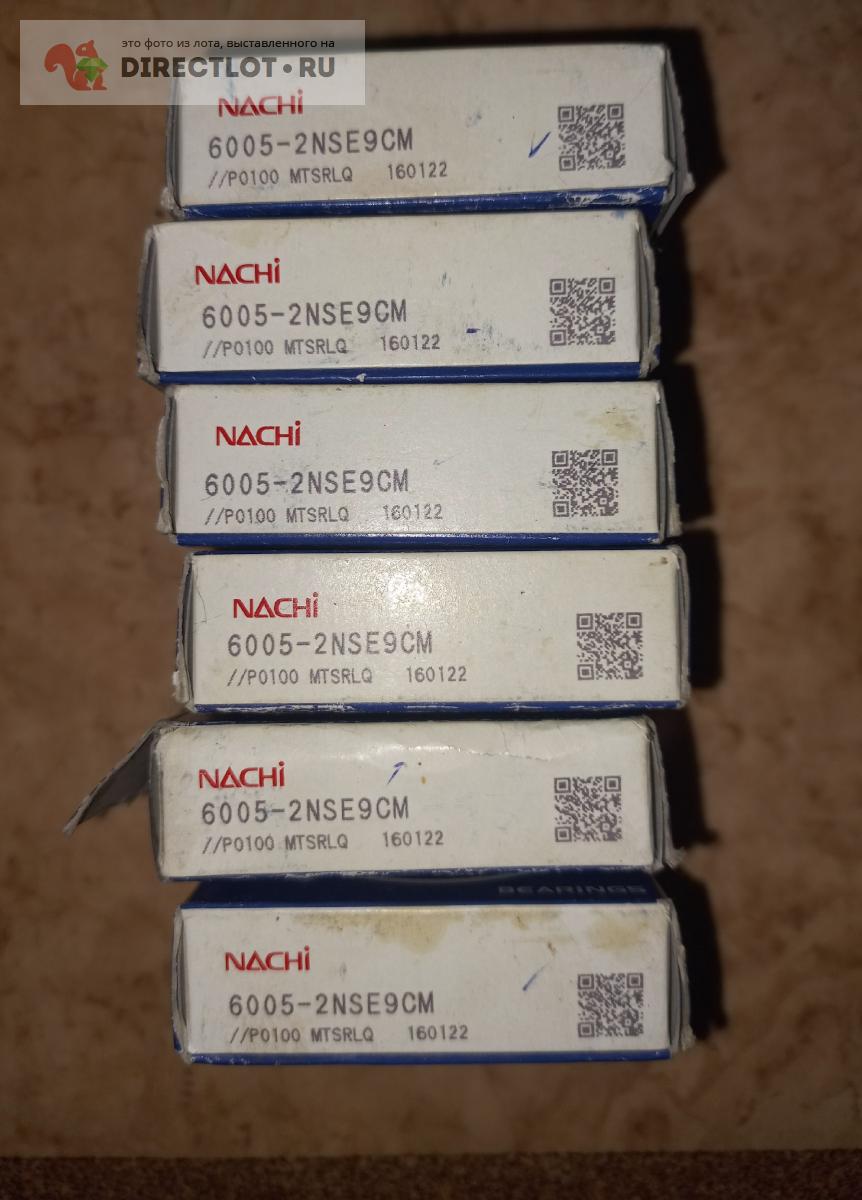 это фото из лота, выставленного на
DIRECTLOT•RU
NACHi
6005-2NSE9CM
//P0100 MTSRLQ 160122
NACHi
6005-2NSE9CM
//P0100 MTSRLQ 160122
NACHi
6005-2NSE9CM
//P0100 MTSRLQ 160122
NACHi
6005-2NSE9CM
//P0100 MTSRLQ 160122
NACHi
6005-2NSE9CM
//P0100 MTSRLQ 160122
BEARINGS
NACHi
6005-2NSE9CM
//P0100 MTSRLQ 160122